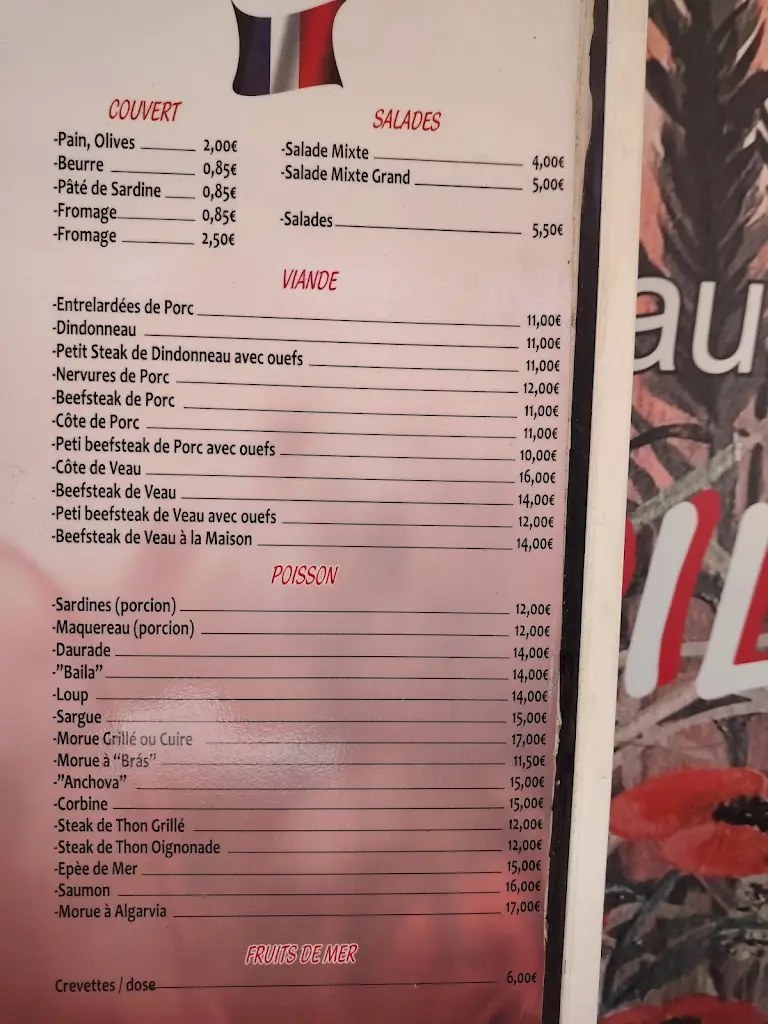 COUVERT
-Pain, Olives 2,00€
-Beurre 0,85€
-Pâté de Sardine 0,85€
-Fromage 0,85€
-Fromage 2,50€
SALADES
-Salade Mixte 4,00€
-Salade Mixte Grand 5,00€
-Salades 5,50€
VIANDE
-Entrelardées de Porc 11,00€
-Dindonneau 11,00€
-Petit Steak de Dindonneau avec ouefs 11,00€
-Nervures de Porc 12,00€
-Beefsteak de Porc 11,00€
-Côte de Porc 11,00€
-Peti beefsteak de Porc avec ouefs 10,00€
-Côte de Veau 16,00€
-Beefsteak de Veau 14,00€
-Peti beefsteak de Veau avec ouefs 12,00€
-Beefsteak de Veau à la Maison 14,00€
POISSON
-Sardines (porcion) 12,00€
-Maquereau (porcion) 12,00€
-Daurade 14,00€
-"Baila" 14,00€
-Loup 14,00€
-Sargue 15,00€
-Morue Grillé ou Cuire 17,00€
-Morue à "Brás" 11,50€
-"Anchova" 15,00€
-Corbine 15,00€
-Steak de Thon Grillé 12,00€
-Steak de Thon Oignonade 12,00€
-Epèe de Mer 15,00€
-Saumon 16,00€
-Morue à Algarvia 17,00€
FRUITS DE MER
Crevettes / dose 6,00€
au